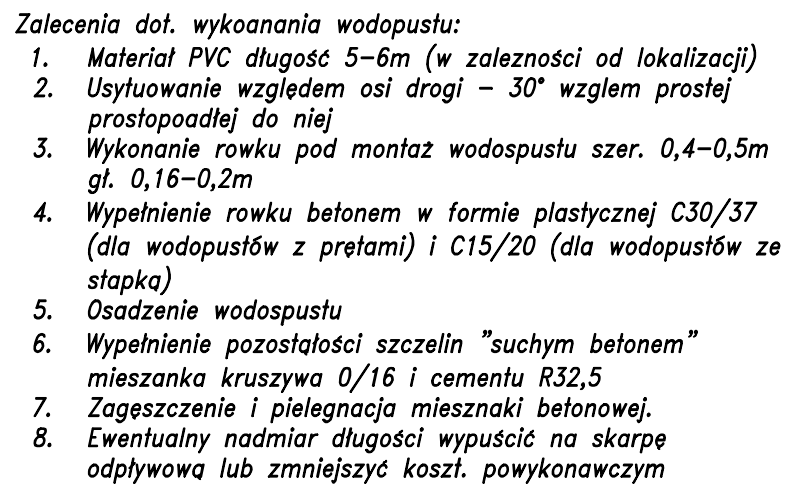 Zalecenia dot. wykoanania wodopustu:
1. Materiał PVC długość 5-6m (w zalezności od lokalizacji)
2. Usytuowanie względem osi drogi - 30° wzglem prostej
prostopoadłej do niej
3. Wykonanie rowku pod montaż wodospustu szer. 0,4-0,5m
gł. 0,16-0,2m
4. Wypełnienie rowku betonem w formie plastycznej C30/37
(dla wodopustów z prętami) i C15/20 (dla wodopustów ze
stapką)
5. Osadzenie wodospustu
6. Wypełnienie pozostąłości szczelin "suchym betonem"
mieszanka kruszywa 0/16 i cementu R32,5
7. Zagęszczenie i pielegnacja miesznaki betonowej.
8. Ewentualny nadmiar długości wypuścić na skarpę
odpływową lub zmniejszyć koszt. powykonawczym